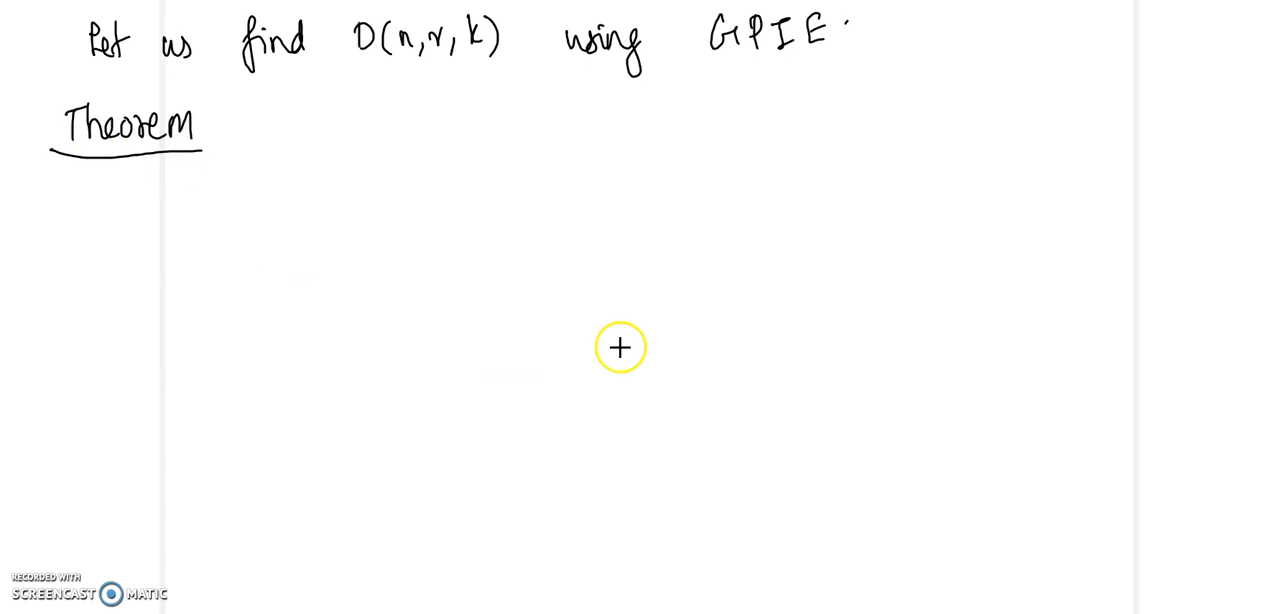 Let us find D(n,r,k) using GPIE.
Theorem
RECORDED WITH
SCREENCAST MATIC